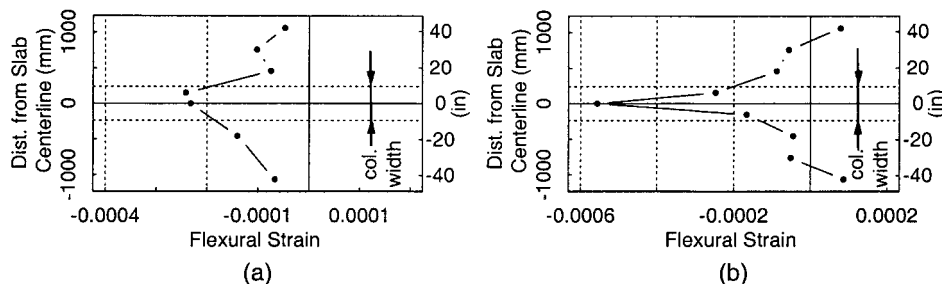 Dist. from Slab
Centerline (mm)
1000
0
1000
40
20
0
-20
-40
(in)
col.
width
-0.0004
-0.0001
0.0001
Flexural Strain
(a)
Dist. from Slab
Centerline (mm)
1000
0
-1000
40
20
0
-20
-40
(in)
col.
width
-0.0006
-0.0002
0.0002
Flexural Strain
(b)